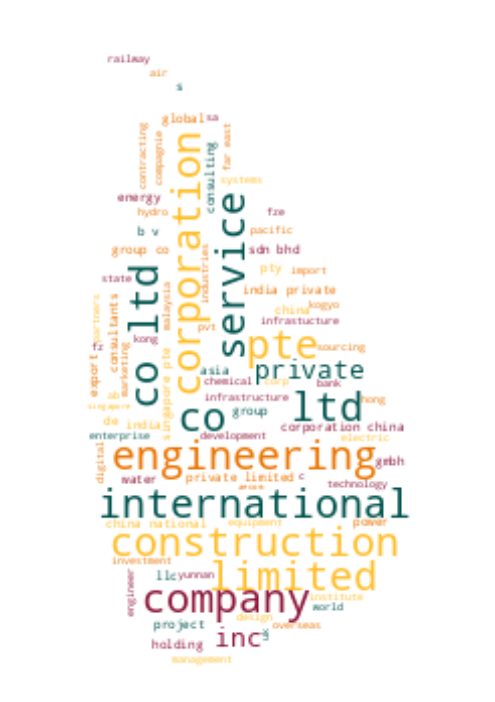 railway
air
s
global
sa
contracting
compagnie
corporation
consulting
far east
systems
energy
service
hydro
fze
b v
pacific
group co
sdn bhd
industries
co ltd
pty
import
state
malaysia
india private
partners
consultants
kogyo
china
pvt
infrastucture
kong
pte
fz
marketing
sourcing
export
singapore pte
asia
private
chemical
corp
bank
ab
infrastructure
ltd
hong
singapore
co
group
de
india
corporation china
enterprise
development
electric
digital
engineering
gmbh
water
private limited
c
technology
international
china national
equipment
power
construction
investment
limited
llc
yunnan
engineer
company
institute
world
design
project
overseas
inc
holding
management